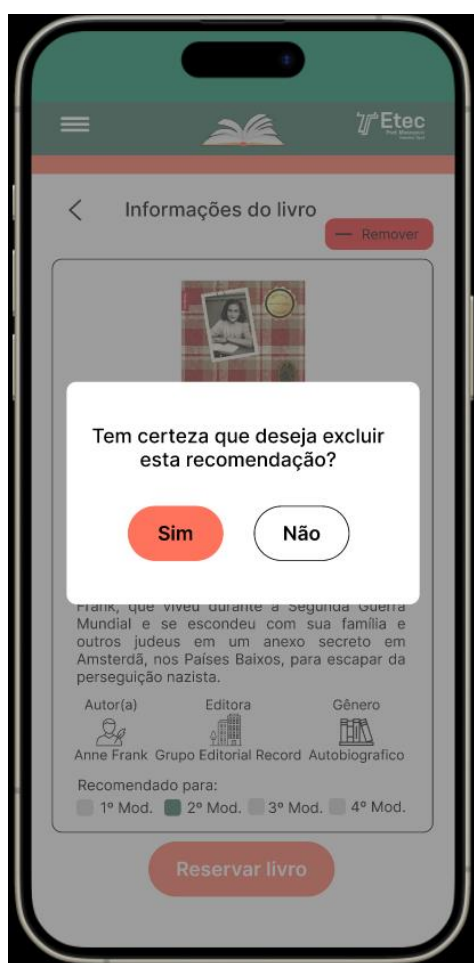 Etec
Informações do livro
Remover
Tem certeza que deseja excluir
esta recomendação?
Sim
Não
Frank, que viveu durante a Segunda Guerra
Mundial e se escondeu com sua família e
outros judeus em um anexo secreto em
Amsterdã, nos Países Baixos, para escapar da
perseguição nazista.
Autor(a) Editora Gênero
Anne Frank Grupo Editorial Record Autobiografico
Recomendado para:
1º Mod. 2º Mod. 3º Mod. 4º Mod.
Reservar livro